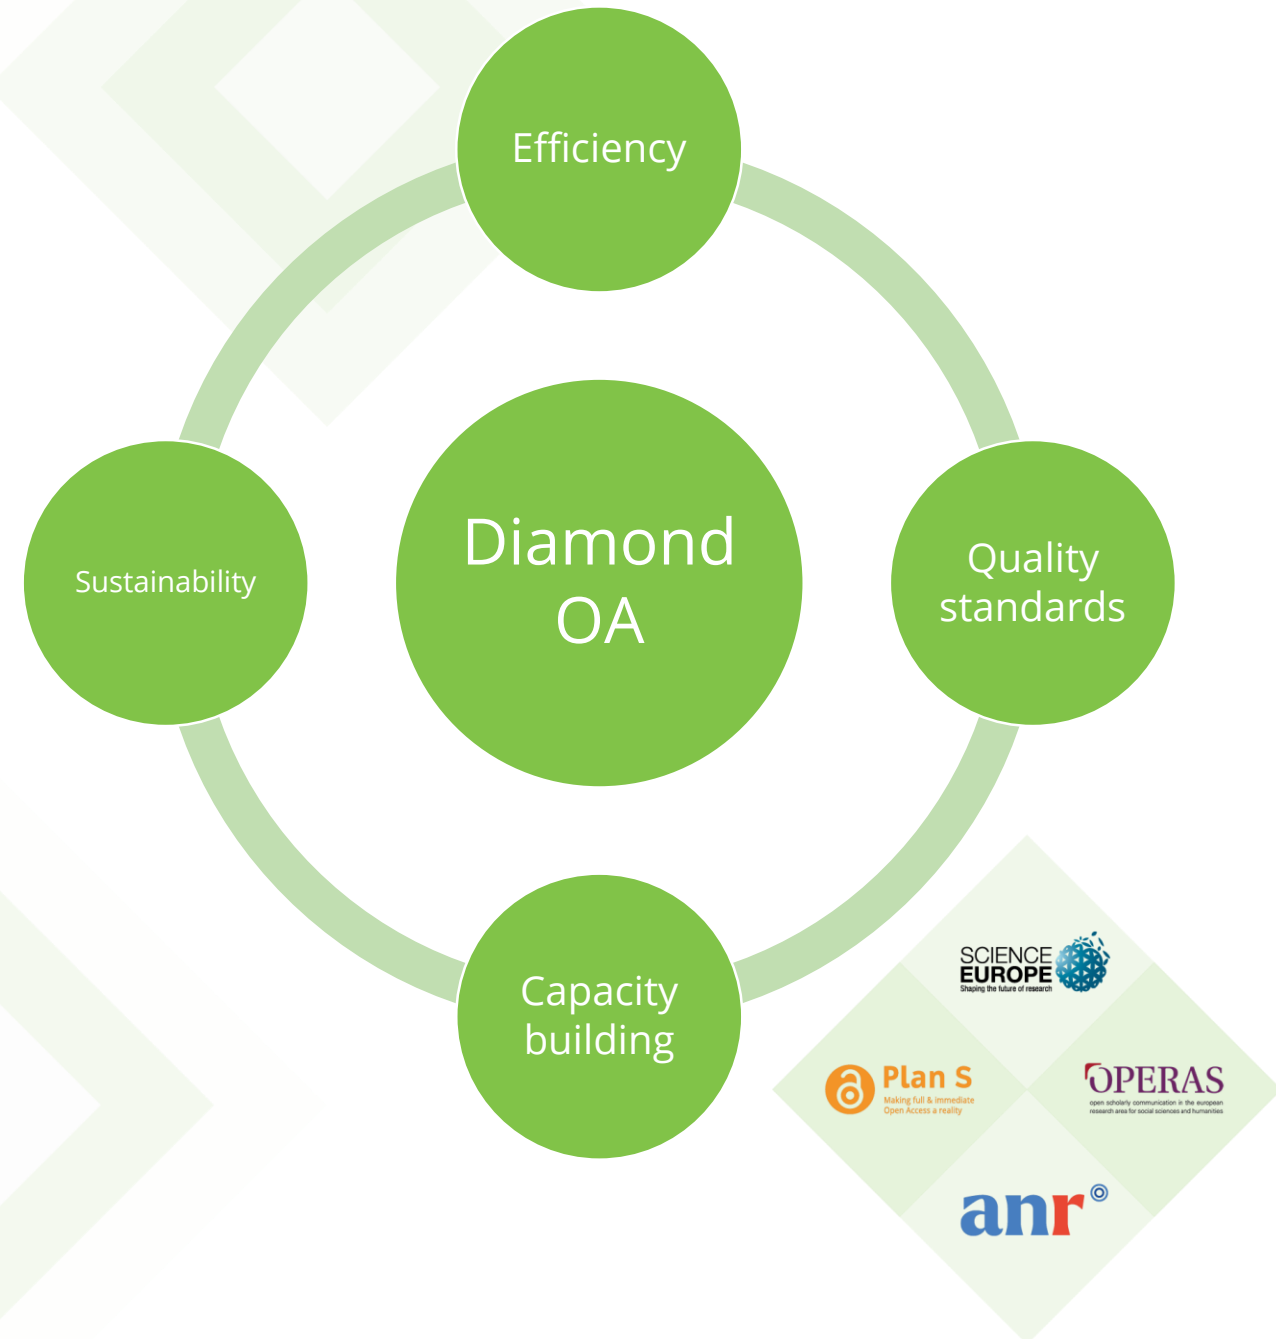 Efficiency
Diamond
OA
Sustainability
Quality
standards
Capacity
building
SCIENCE
EUROPE
Shaping the future of research
Plan S
Making full & immediate
Open Access a reality
OPERAS
open scholarly communication in the european
research area for social sciences and humanities
anr